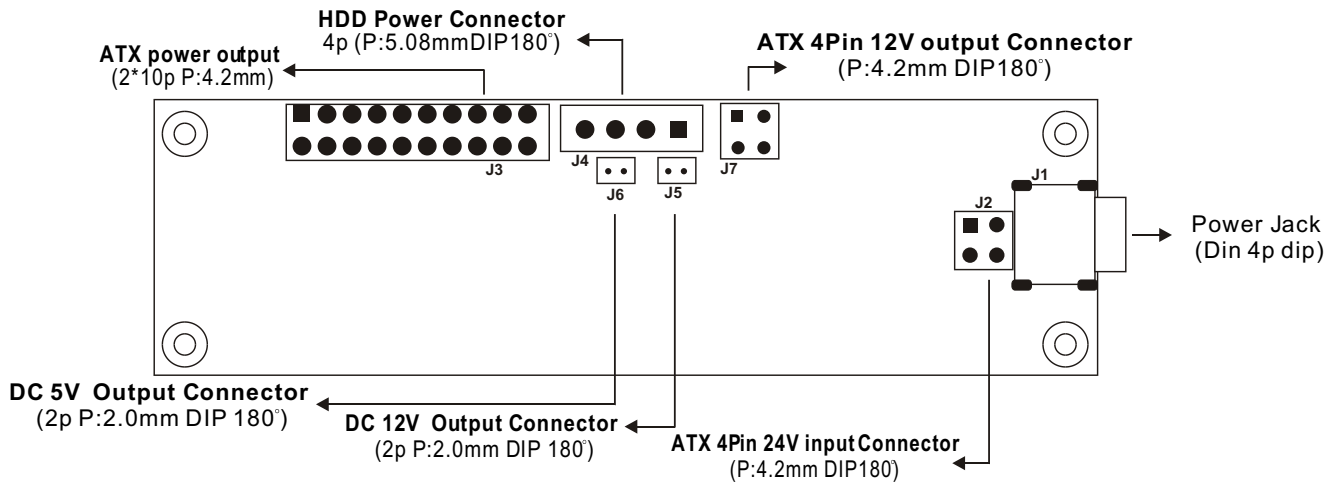 HDD Power Connector
4p (P:5.08mmDIP180°)
ATX power output
(2*10p P:4.2mm)
ATX 4Pin 12V output Connector
(P:4.2mm DIP180°)
J3
J4
J6
J5
J7
J2
J1
Power Jack
(Din 4p dip)
DC 5V Output Connector
(2p P:2.0mm DIP 180°)
DC 12V Output Connector
(2p P:2.0mm DIP 180°)
ATX 4Pin 24V input Connector
(P:4.2mm DIP180°)